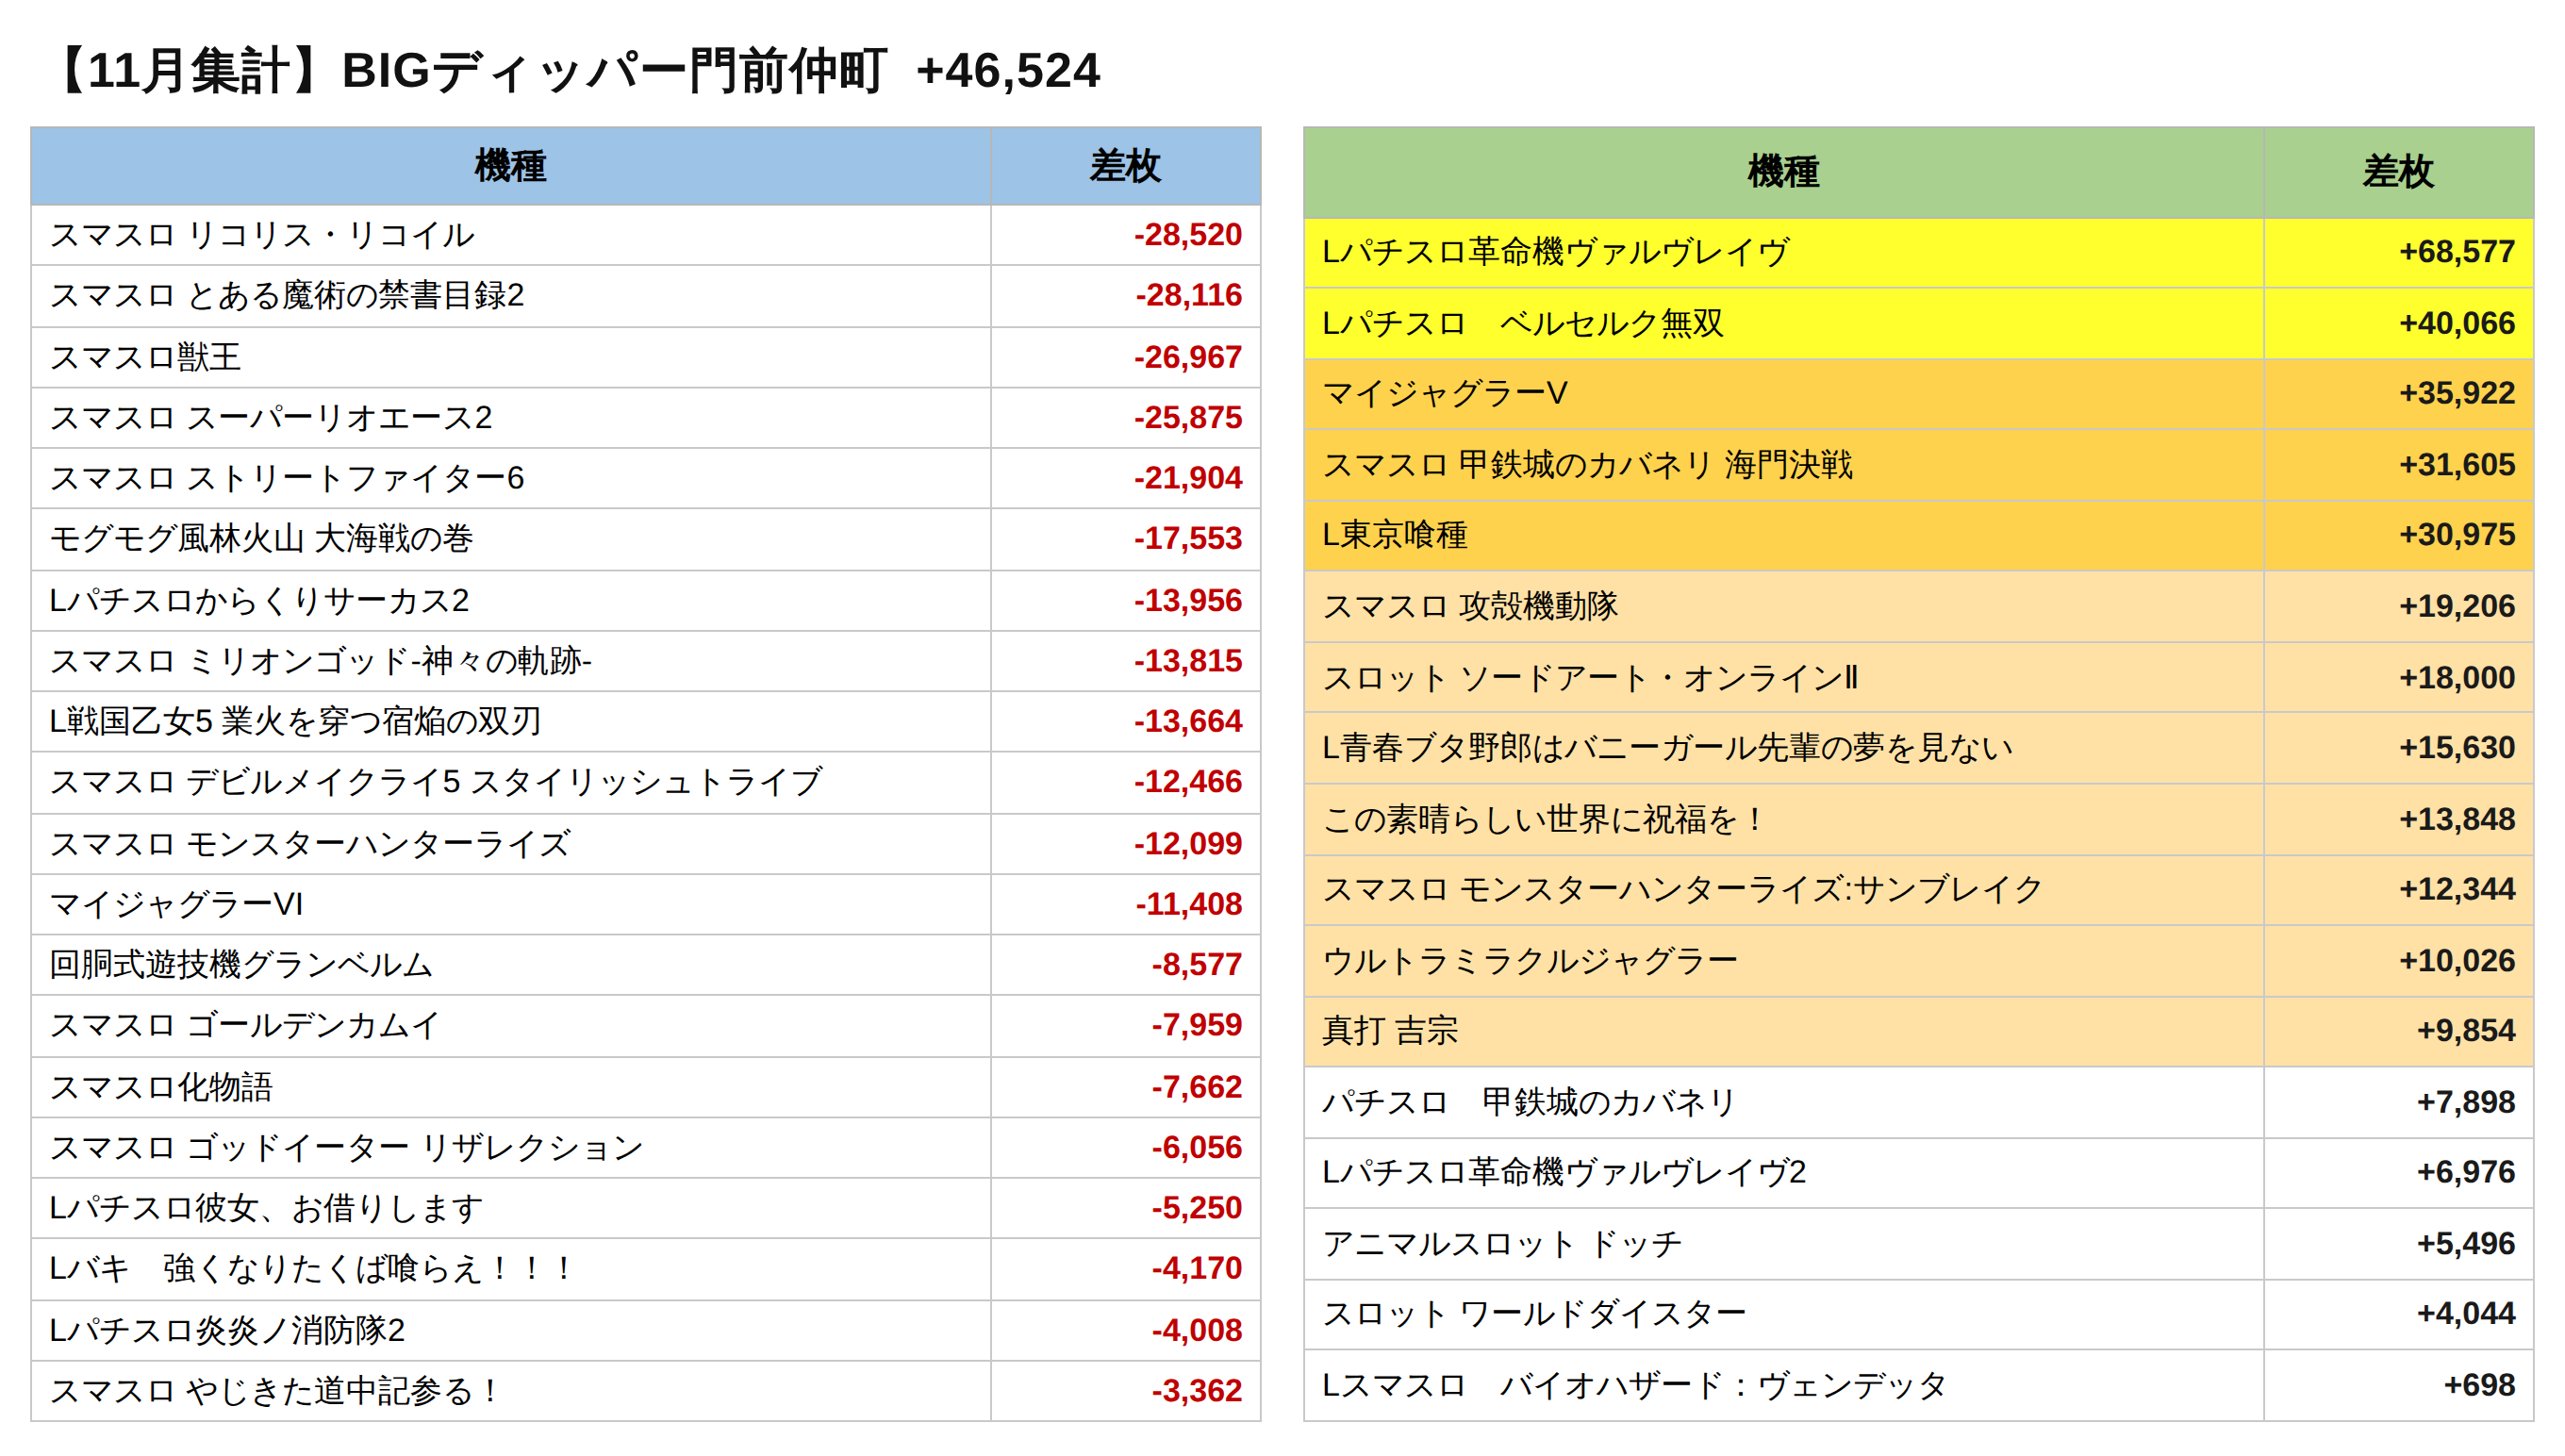 【11月集計】BIGディッパー門前仲町 +46,524
機種 差枚
スマスロ リコリス・リコイル -28,520
スマスロ とある魔術の禁書目録2 -28,116
スマスロ獣王 -26,967
スマスロ スーパーリオエース2 -25,875
スマスロ ストリートファイター6 -21,904
モグモグ風林火山 大海戦の巻 -17,553
Lパチスロからくりサーカス2 -13,956
スマスロ ミリオンゴッド-神々の軌跡- -13,815
L戦国乙女5 業火を穿つ宿焔の双刃 -13,664
スマスロ デビルメイクライ5 スタイリッシュトライブ -12,466
スマスロ モンスターハンターライズ -12,099
マイジャグラーVI -11,408
回胴式遊技機グランベルム -8,577
スマスロ ゴールデンカムイ -7,959
スマスロ化物語 -7,662
スマスロ ゴッドイーター リザレクション -6,056
Lパチスロ彼女、お借りします -5,250
Lバキ　強くなりたくば喰らえ！！！ -4,170
Lパチスロ炎炎ノ消防隊2 -4,008
スマスロ やじきた道中記参る！ -3,362
機種 差枚
Lパチスロ革命機ヴァルヴレイヴ +68,577
Lパチスロ　ベルセルク無双 +40,066
マイジャグラーV +35,922
スマスロ 甲鉄城のカバネリ 海門決戦 +31,605
L東京喰種 +30,975
スマスロ 攻殻機動隊 +19,206
スロット ソードアート・オンラインⅡ +18,000
L青春ブタ野郎はバニーガール先輩の夢を見ない +15,630
この素晴らしい世界に祝福を！ +13,848
スマスロ モンスターハンターライズ:サンブレイク +12,344
ウルトラミラクルジャグラー +10,026
真打 吉宗 +9,854
パチスロ　甲鉄城のカバネリ +7,898
Lパチスロ革命機ヴァルヴレイヴ2 +6,976
アニマルスロット ドッチ +5,496
スロット ワールドダイスター +4,044
Lスマスロ　バイオハザード：ヴェンデッタ +698